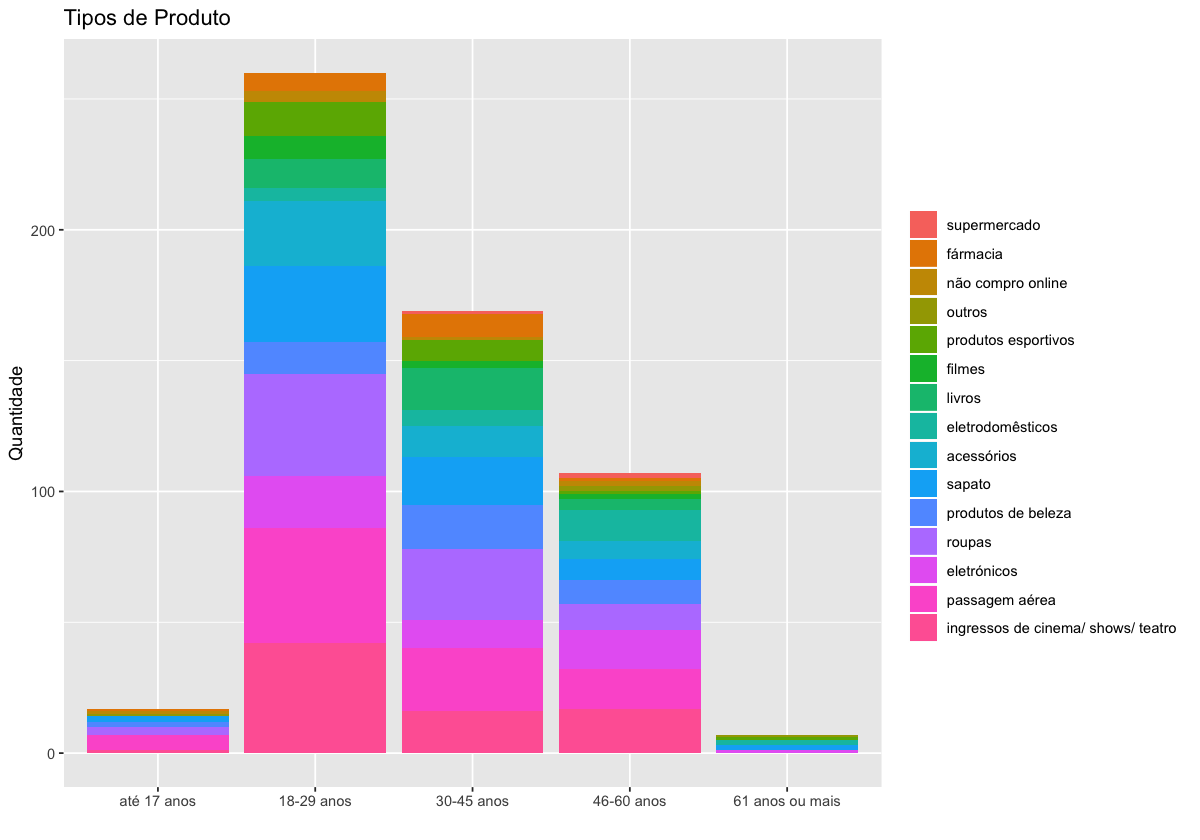 Tipos de Produto
Quantidade
200
100
0
até 17 anos
18-29 anos
30-45 anos
46-60 anos
61 anos ou mais
supermercado
fármacia
não compro online
outros
produtos esportivos
filmes
livros
eletrodomêsticos
acessórios
sapato
produtos de beleza
roupas
eletrónicos
passagem aérea
ingressos de cinema/ shows/ teatro